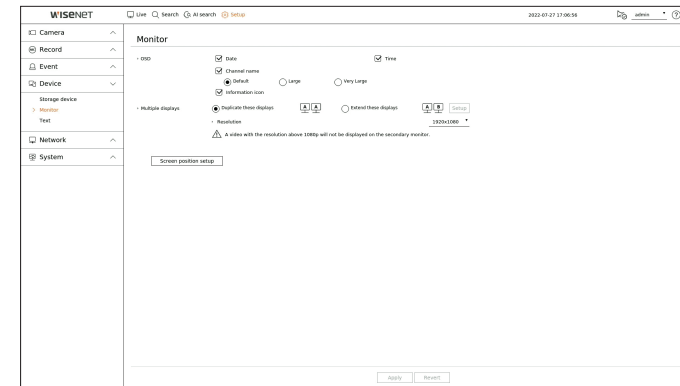 WISENET
Live Search AI search Setup 2022-07-27 17:06:56 admin
Camera
Record
Event
Device
Storage device
Monitor
Text
Network
System
Monitor
OSD Date Time
Channel name
Default Large Very Large
Information icon
Multiple displays Duplicate these displays A A Extend these displays A B Setup
Resolution 1920x1080
A video with the resolution above 1080p will not be displayed on the secondary monitor.
Screen position setup
Apply Revert